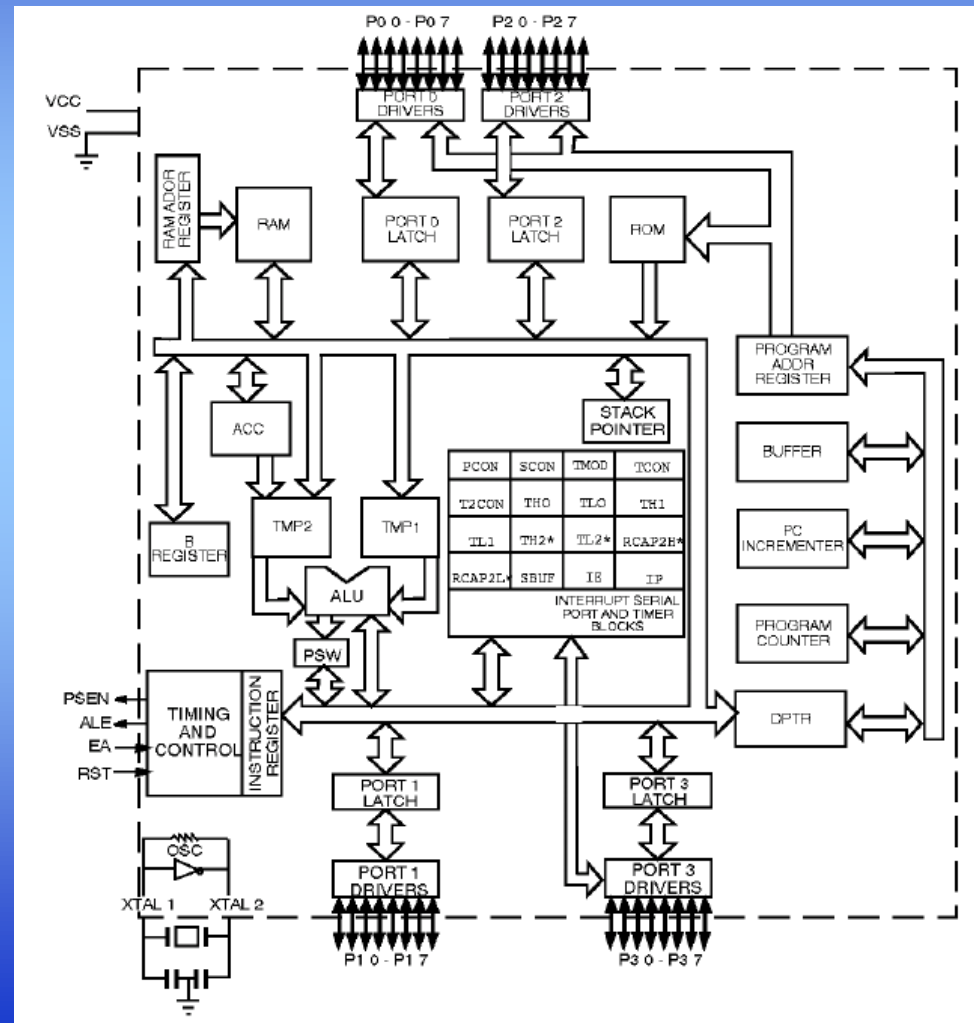 P0 0 - P0 7
P2 0 - P2 7
VCC
VSS
PORT 0
DRIVERS
PORT 2
DRIVERS
RAM ADDR
REGISTER
RAM
PORT 0
LATCH
PORT 2
LATCH
ROM
PROGRAM
ADDR
REGISTER
STACK
POINTER
ACC
BUFFER
PCON SCON TMOD TCON
T2CON TH0 TL0 TH1
TL1 TH2* TL2* RCAP2H*
RCAP2L* SBUF IE IP
INTERRUPT SERIAL
PORT AND TIMER
BLOCKS
B
REGISTER
TMP2
TMP1
PC
INCREMENTER
ALU
PSW
PROGRAM
COUNTER
PSEN
ALE
EA
RST
TIMING
AND
CONTROL
INSTRUCTION
REGISTER
DPTR
PORT 1
LATCH
PORT 3
LATCH
OSC
PORT 1
DRIVERS
PORT 3
DRIVERS
XTAL 1 XTAL 2
P1 0 - P1 7
P3 0 - P3 7